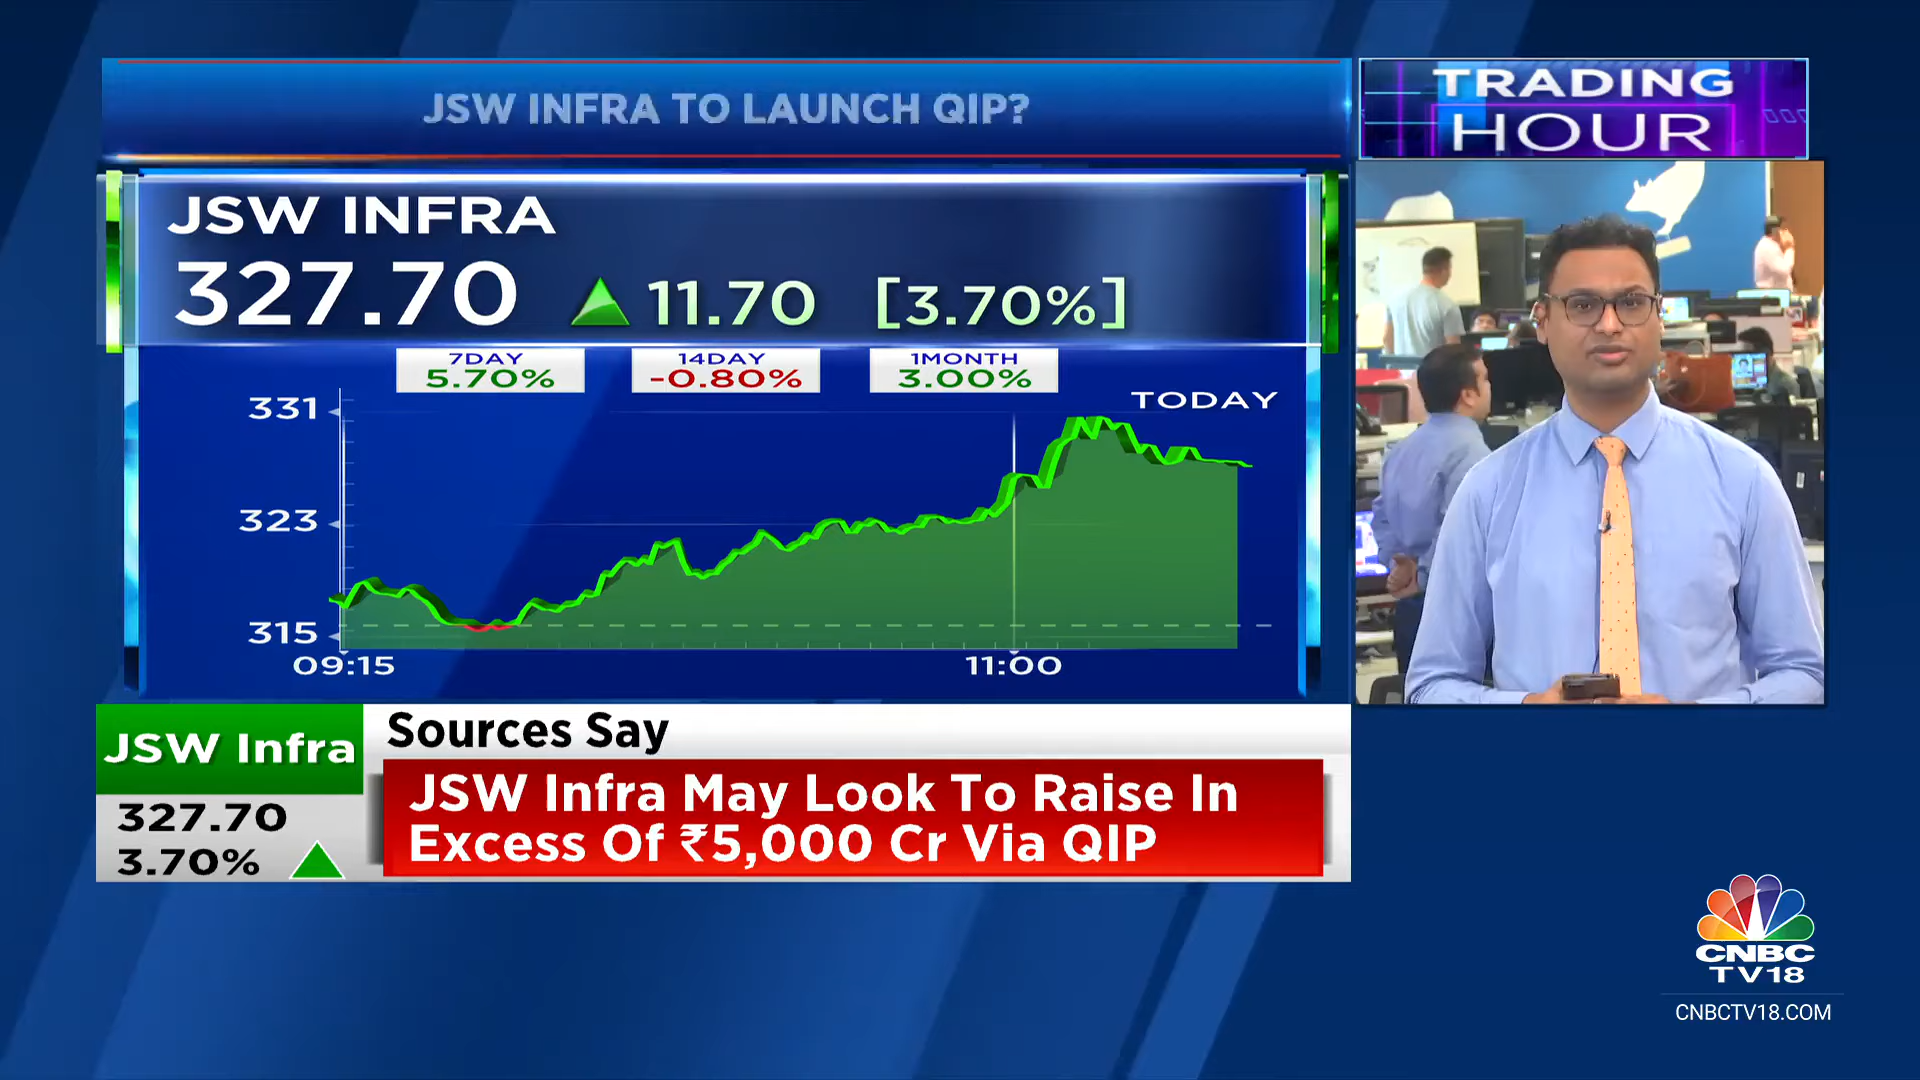 JSW INFRA TO LAUNCH QIP?
TRADING
HOUR
JSW INFRA
327.70 11.70 [3.70%]
7DAY
5.70%
14DAY
-0.80%
1MONTH
3.00%
TODAY
331
323
315
09:15
11:00
JSW Infra
327.70
3.70%
Sources Say
JSW Infra May Look To Raise In
Excess Of ₹5,000 Cr Via QIP
CNBC
TV18
CNBCTV18.COM